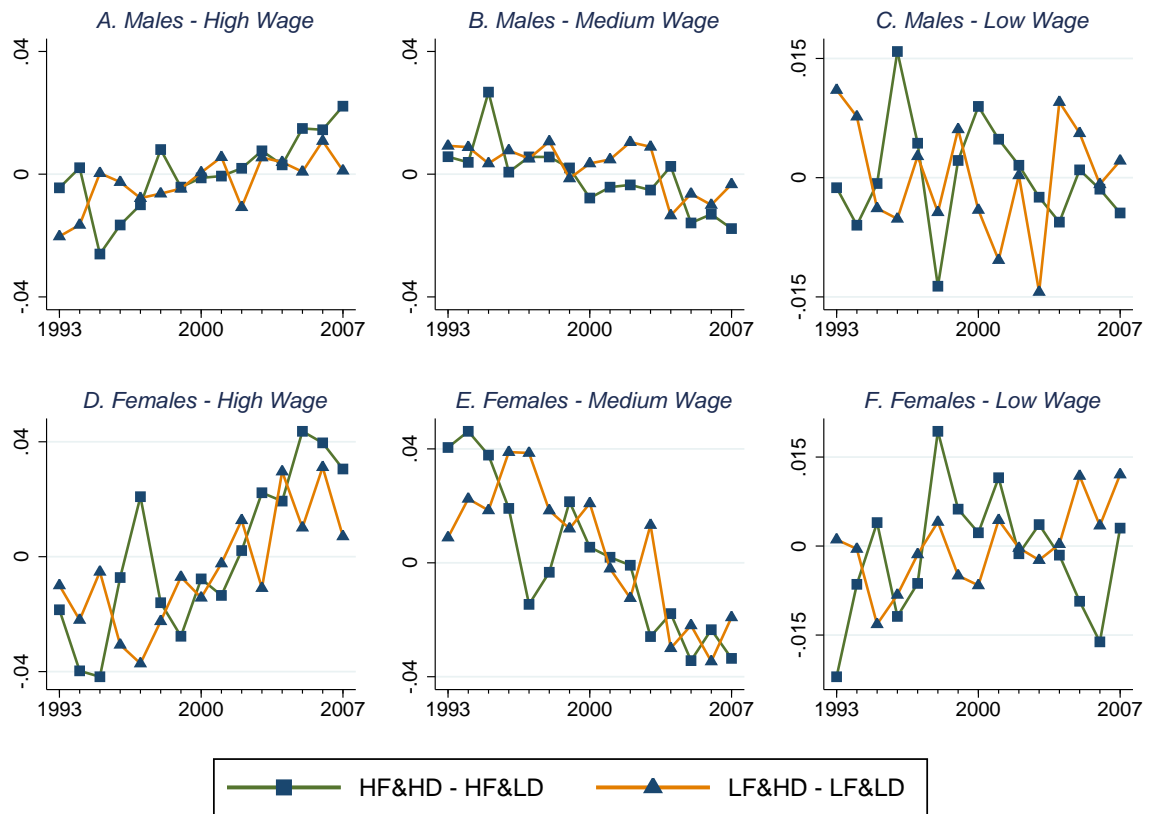 A. Males - High Wage
B. Males - Medium Wage
C. Males - Low Wage
.04
0
-.04
1993 2000 2007
.04
0
-.04
1993 2000 2007
.015
0
-.015
1993 2000 2007
D. Females - High Wage
E. Females - Medium Wage
F. Females - Low Wage
.04
0
-.04
1993 2000 2007
.04
0
-.04
1993 2000 2007
.015
0
-.015
1993 2000 2007
HF&HD - HF&LD
LF&HD - LF&LD